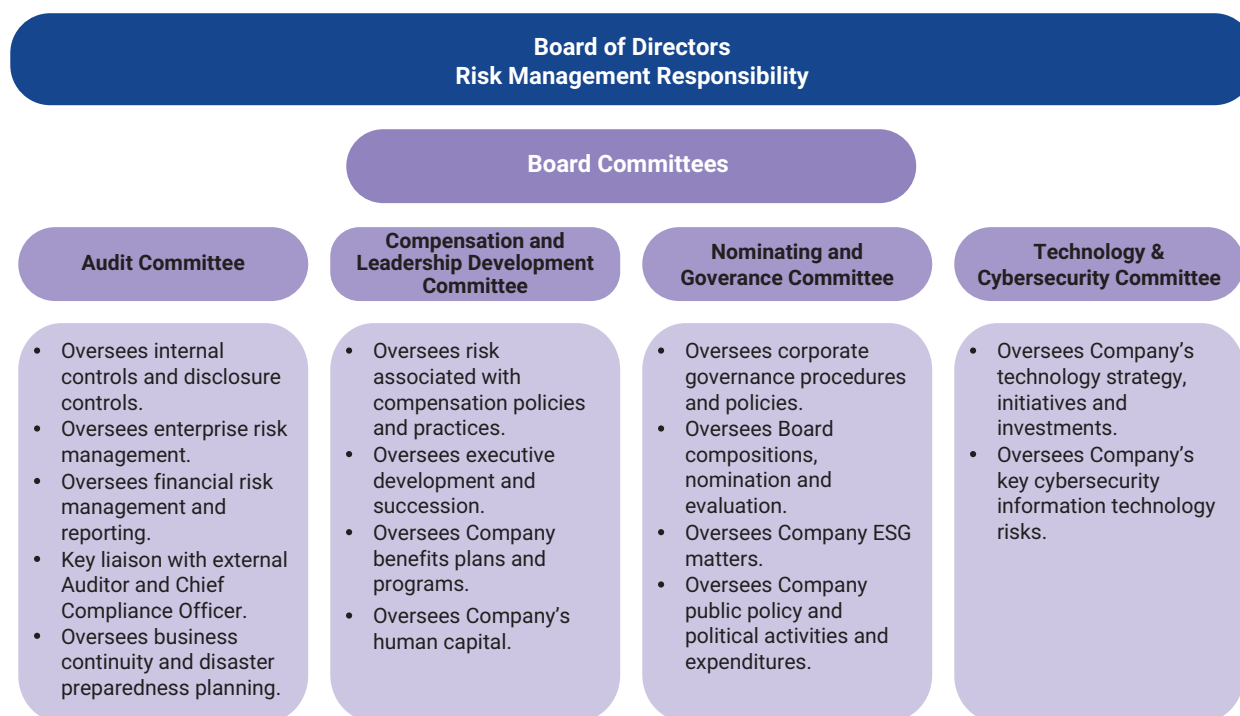 Board of Directors
Risk Management Responsibility
Board Committees
Audit Committee
• Oversees internal
controls and disclosure
controls.
• Oversees enterprise risk
management.
• Oversees financial risk
management and
reporting.
• Key liaison with external
Auditor and Chief
Compliance Officer.
• Oversees business
continuity and disaster
preparedness planning.
Compensation and
Leadership Development
Committee
• Oversees risk
associated with
compensation policies
and practices.
• Oversees executive
development and
succession.
• Oversees Company
benefits plans and
programs.
• Oversees Company’s
human capital.
Nominating and
Goverance Committee
• Oversees corporate
governance procedures
and policies.
• Oversees Board
compositions,
nomination and
evaluation.
• Oversees Company ESG
matters.
• Oversees Company
public policy and
political activities and
expenditures.
Technology &
Cybersecurity Committee
• Oversees Company’s
technology strategy,
initiatives and
investments.
• Oversees Company’s
key cybersecurity
information technology
risks.